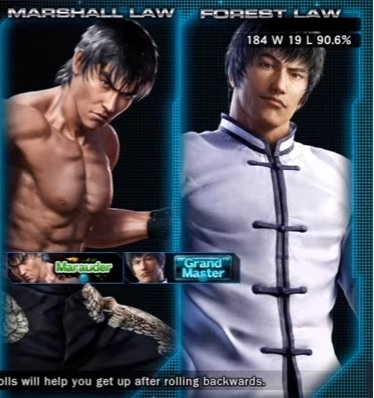 MARSHALL LAW
FOREST LAW
184 W 19 L 90.6%
Marauder
Grand
Master
olls will help you get up after rolling backwards.